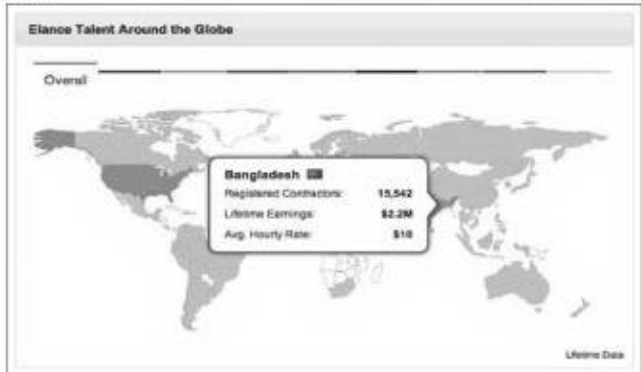 Elance Talent Around the Globe
Overall
Bangladesh
Registered Contractors: 15,542
Lifetime Earnings: $2.2M
Avg. Hourly Rate: $10
Lifetime Data